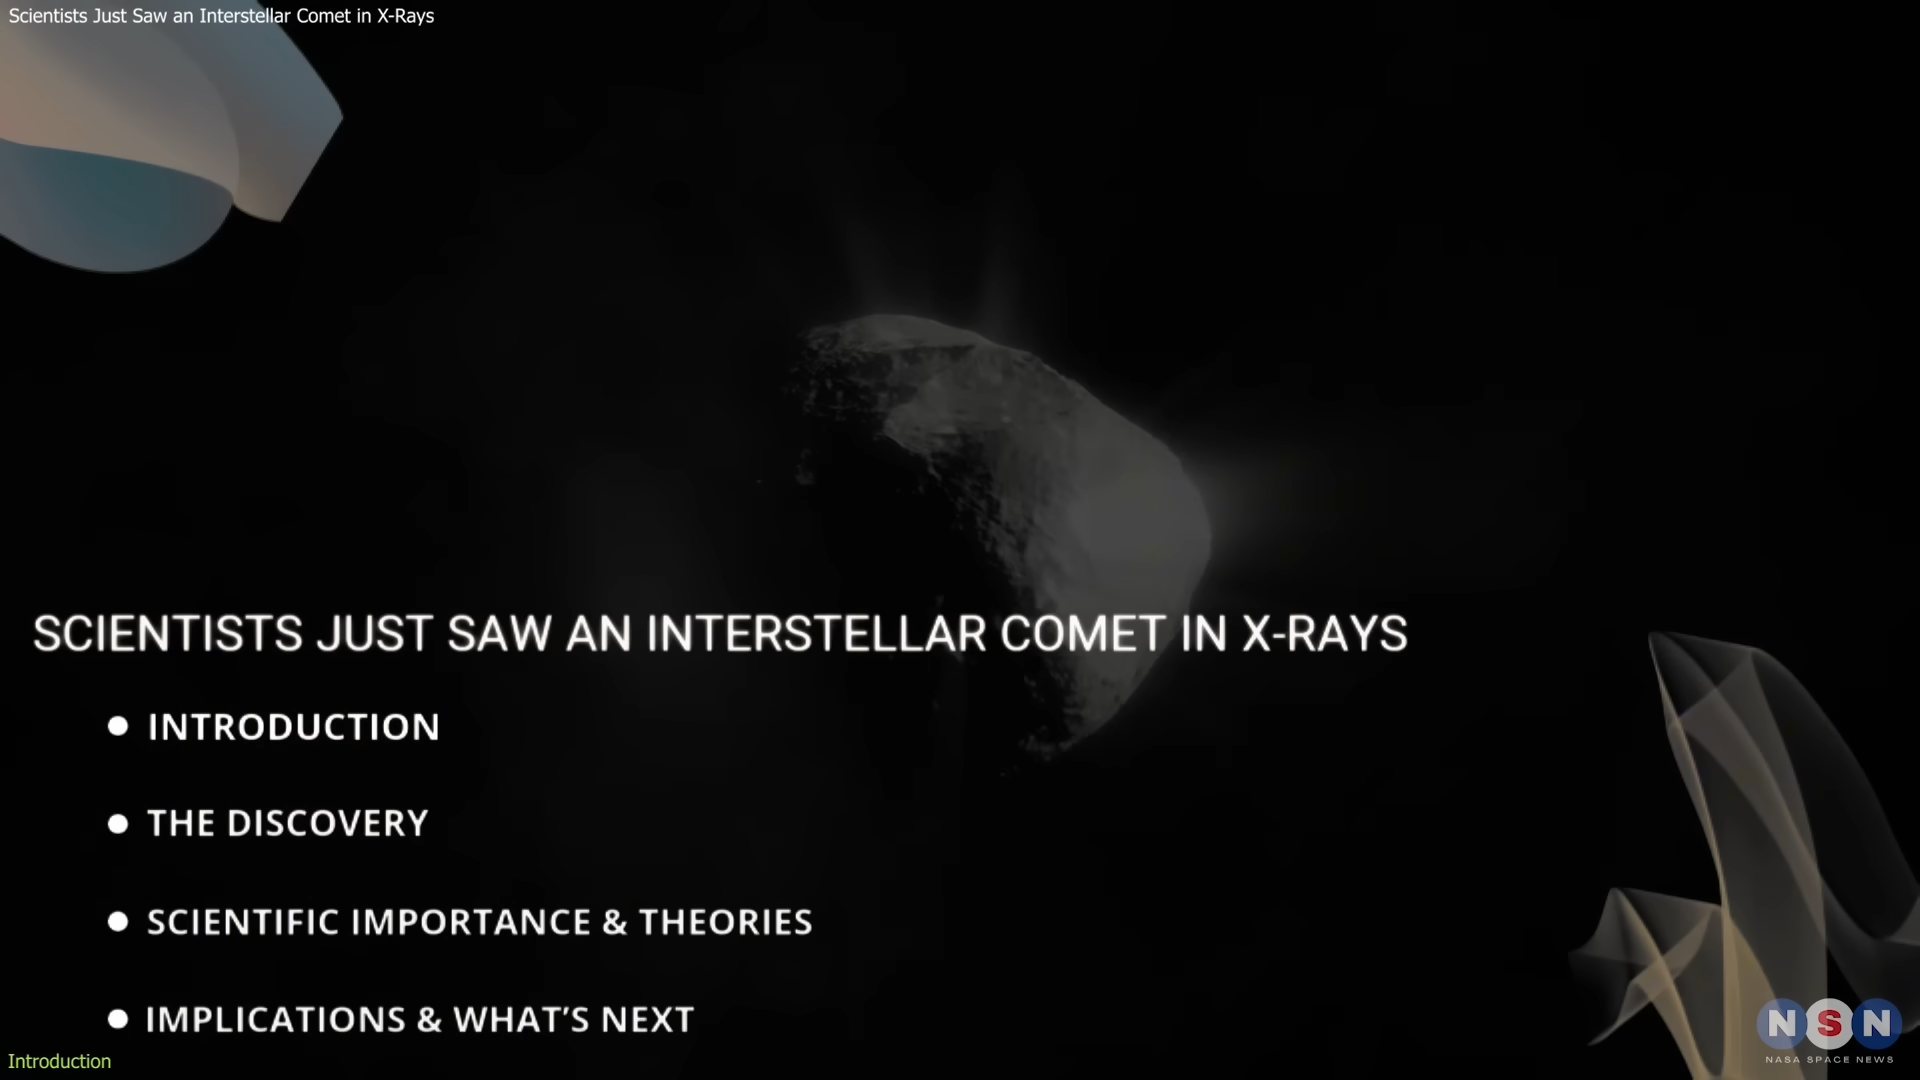 Scientists Just Saw an Interstellar Comet in X-Rays
SCIENTISTS JUST SAW AN INTERSTELLAR COMET IN X-RAYS
● INTRODUCTION
● THE DISCOVERY
● SCIENTIFIC IMPORTANCE & THEORIES
● IMPLICATIONS & WHAT’S NEXT
Introduction
NSN
NASA SPACE NEWS